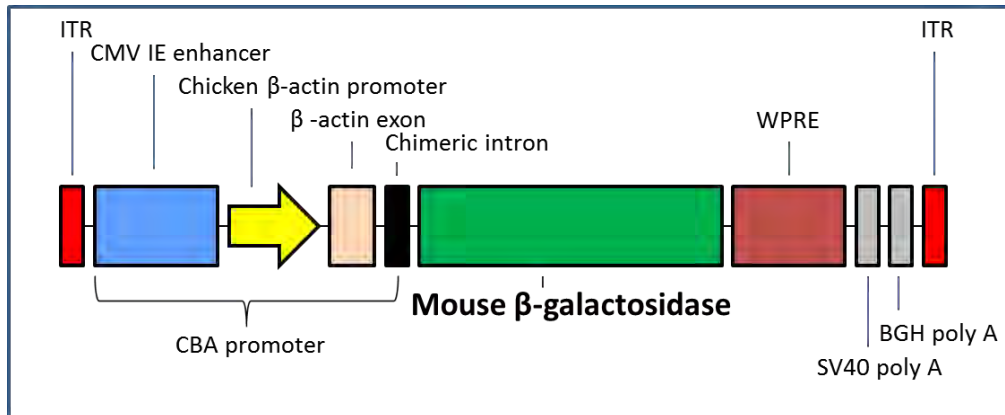 ITR
ITR
CMV IE enhancer
Chicken β-actin promoter
β -actin exon
WPRE
Chimeric intron
Mouse β-galactosidase
CBA promoter
BGH poly A
SV40 poly A